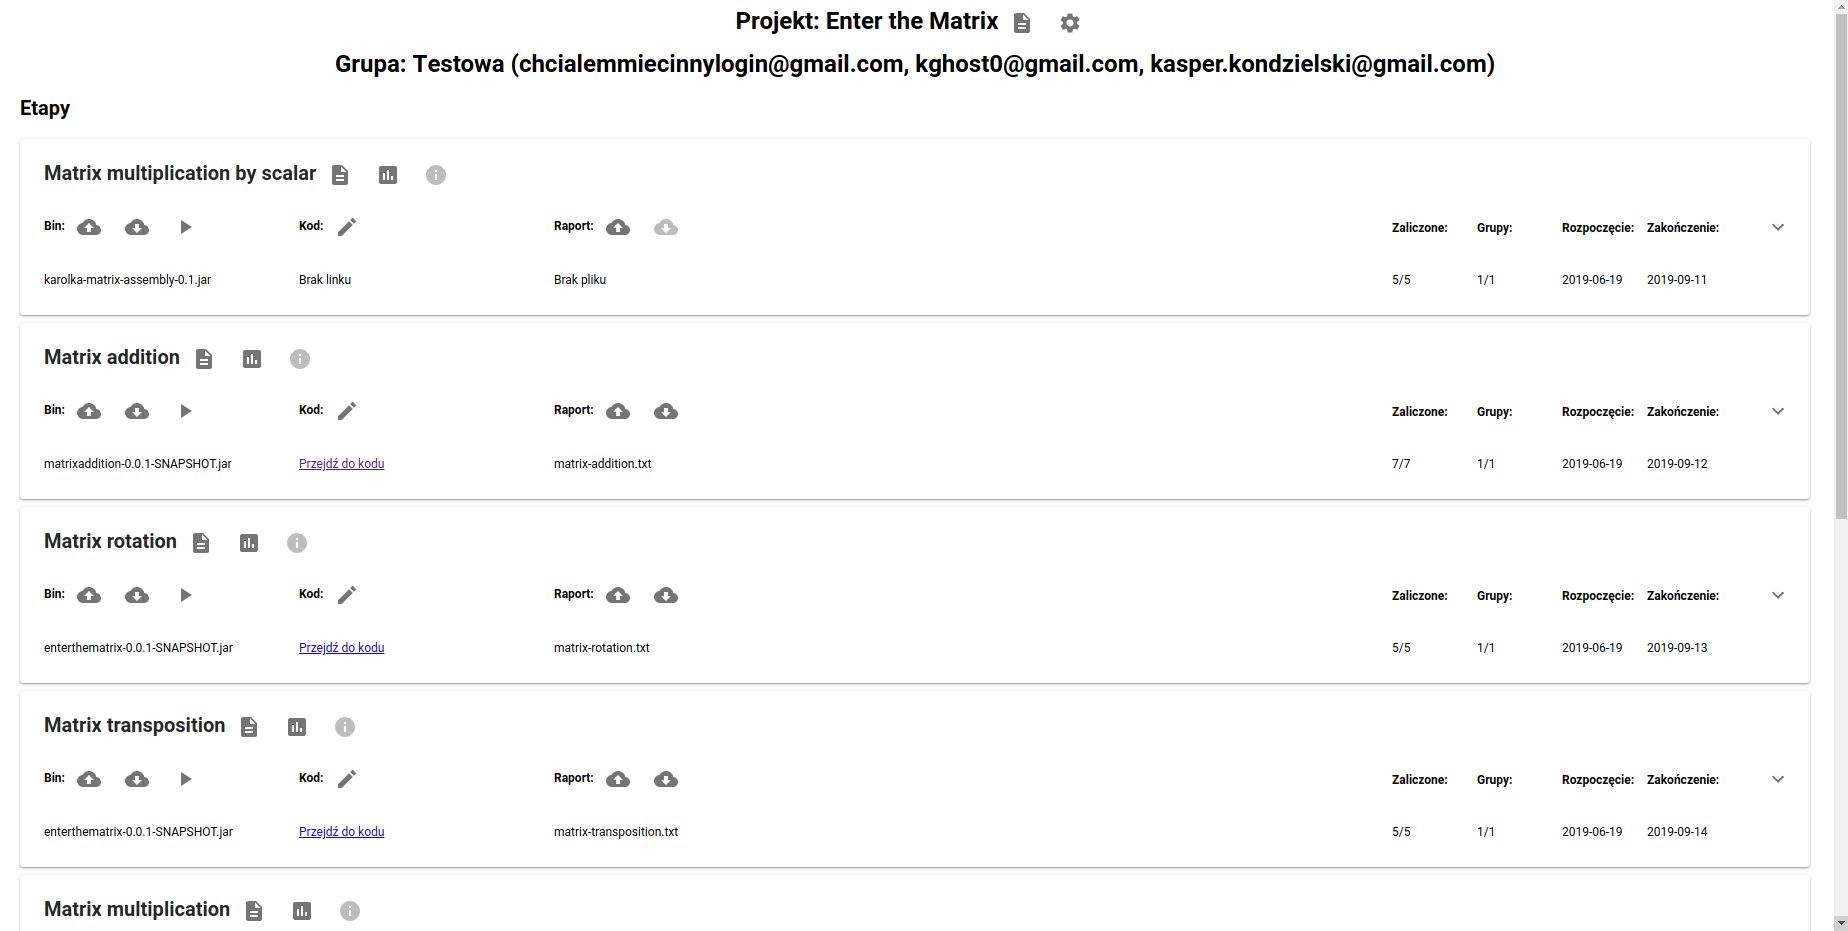 Projekt: Enter the Matrix
Grupa: Testowa (chcialemmiecinnylogin@gmail.com, kghost0@gmail.com, kasper.kondzielski@gmail.com)
Etapy
Matrix multiplication by scalar
Bin: Kod: Raport: Zaliczone: Grupy: Rozpoczęcie: Zakończenie:
karolka-matrix-assembly-0.1.jar Brak linku Brak pliku 5/5 1/1 2019-06-19 2019-09-11
Matrix addition
Bin: Kod: Raport: Zaliczone: Grupy: Rozpoczęcie: Zakończenie:
matrixaddition-0.0.1-SNAPSHOT.jar Przejdź do kodu matrix-addition.txt 7/7 1/1 2019-06-19 2019-09-12
Matrix rotation
Bin: Kod: Raport: Zaliczone: Grupy: Rozpoczęcie: Zakończenie:
enterthematrix-0.0.1-SNAPSHOT.jar Przejdź do kodu matrix-rotation.txt 5/5 1/1 2019-06-19 2019-09-13
Matrix transposition
Bin: Kod: Raport: Zaliczone: Grupy: Rozpoczęcie: Zakończenie:
enterthematrix-0.0.1-SNAPSHOT.jar Przejdź do kodu matrix-transposition.txt 5/5 1/1 2019-06-19 2019-09-14
Matrix multiplication